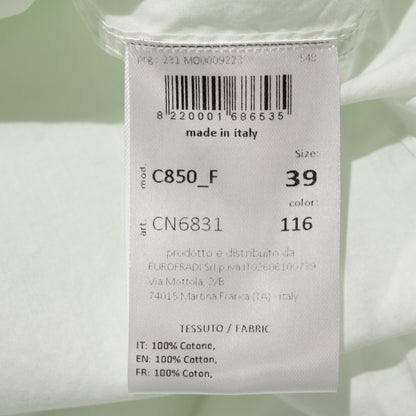 prg: 231 MO0009223 548
8 220001 686535
made in italy
Size:
mod. C850_F 39
color:
art. CN6831 116
prodotto e distribuito da
EUROFRADI Srl p.iva IT02606100739
Via Mottola, 2/B
74015 Martina Franca (TA) - italy
TESSUTO / FABRIC
IT: 100% Cotone,
EN: 100% Cotton,
FR: 100% Coton,